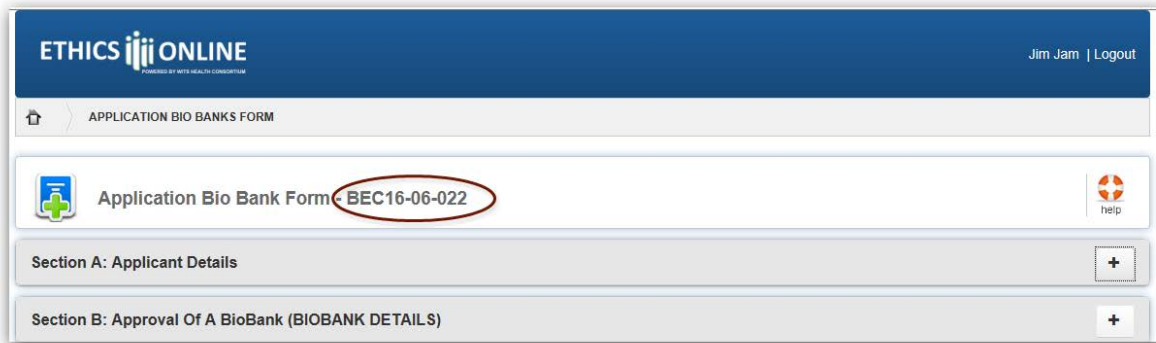 ETHICS ONLINE
POWERED BY WITS HEALTH CONSORTIUM
Jim Jam | Logout
APPLICATION BIO BANKS FORM
Application Bio Bank Form - BEC16-06-022
help
Section A: Applicant Details
+
Section B: Approval Of A BioBank (BIOBANK DETAILS)
+